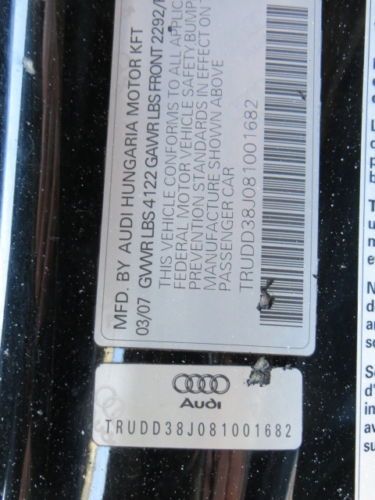 MFD. BY AUDI HUNGARIA MOTOR KFT
03/07 GVWR LBS 4122 GAWR LBS FRONT 2292/
THIS VEHICLE CONFORMS TO ALL APPLIC
FEDERAL MOTOR VEHICLE SAFETY BUMP
PREVENTION STANDARDS IN EFFECT ON
MANUFACTURE SHOWN ABOVE
PASSENGER CAR
TRUDD38J081001682
Audi
TRUDD38J081001682